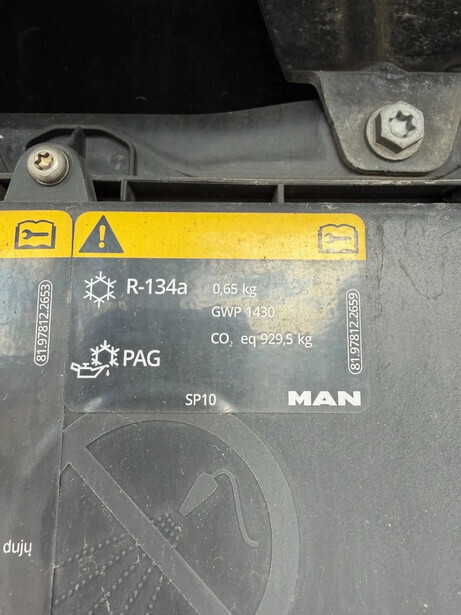 81.97812.2653
R-134a 0,65 kg
GWP 1430
CO₂ eq 929,5 kg
PAG
81.97812.2659
SP10
MAN
dujų